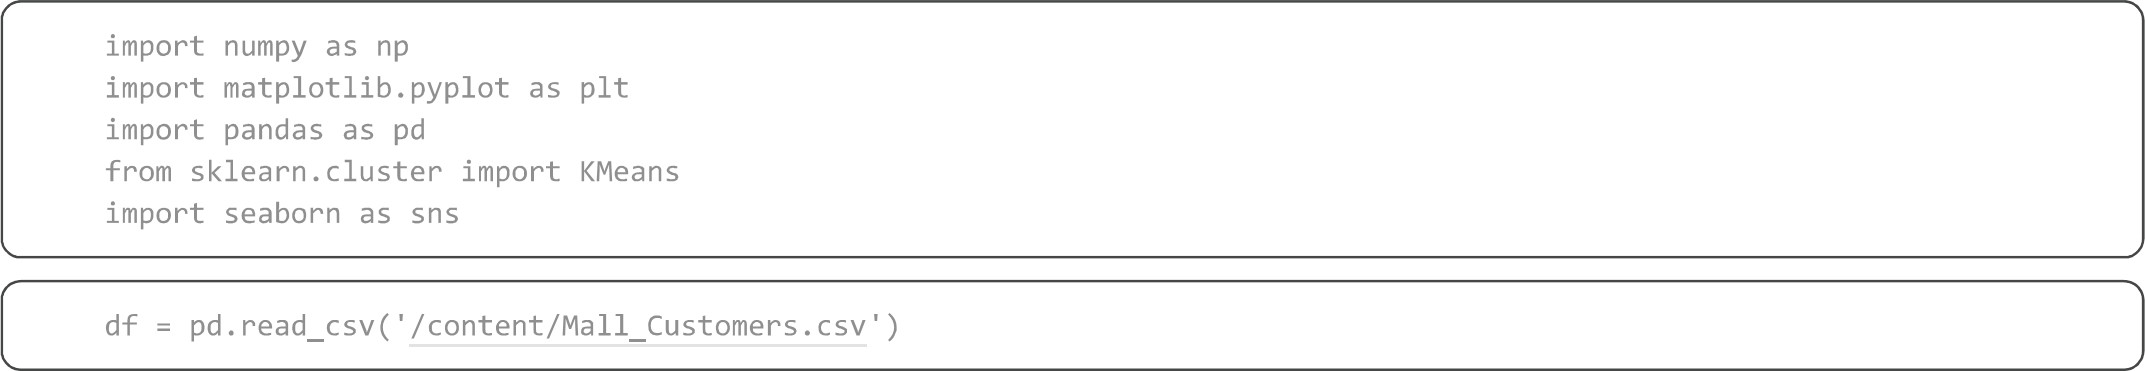 import numpy as np
import matplotlib.pyplot as plt
import pandas as pd
from sklearn.cluster import KMeans
import seaborn as sns
df = pd.read_csv('/content/Mall_Customers.csv')